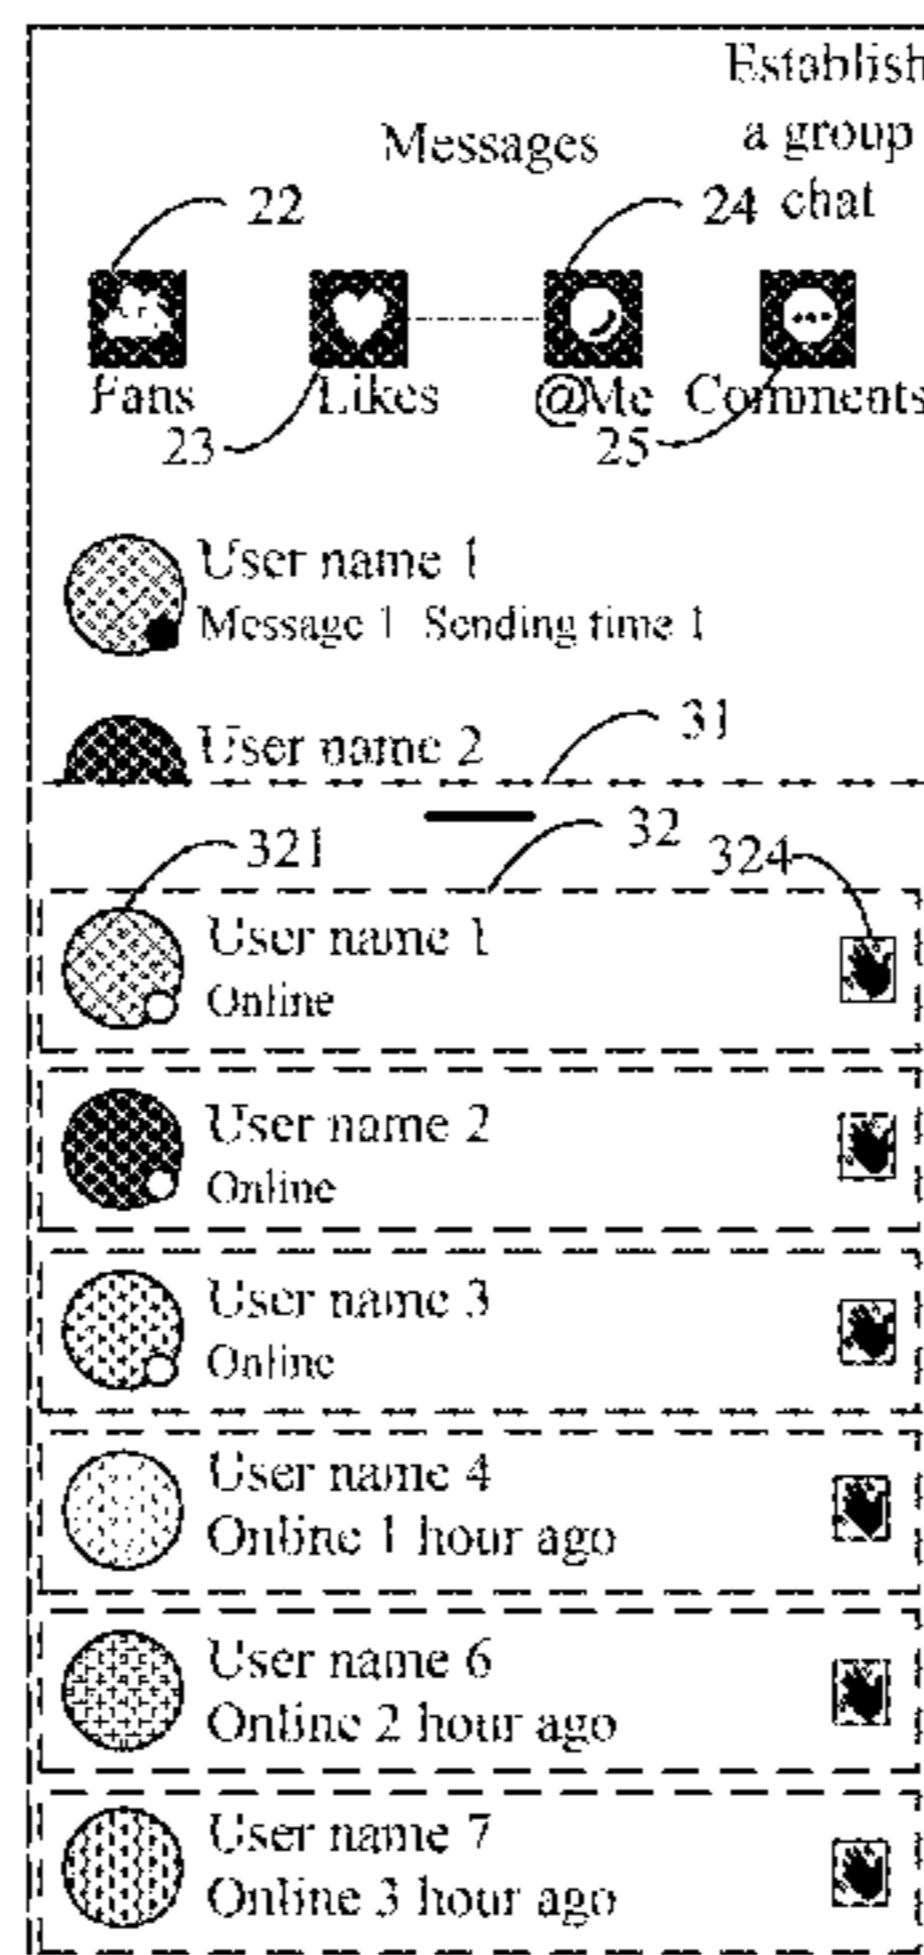 Establish
a group
chat
Messages
22
24
Fans
Likes
@Me
Comments
23
25
User name 1
Message 1 Sending time 1
User name 2
31
32
321
324
User name 1
Online
User name 2
Online
User name 3
Online
User name 4
Online 1 hour ago
User name 6
Online 2 hour ago
User name 7
Online 3 hour ago